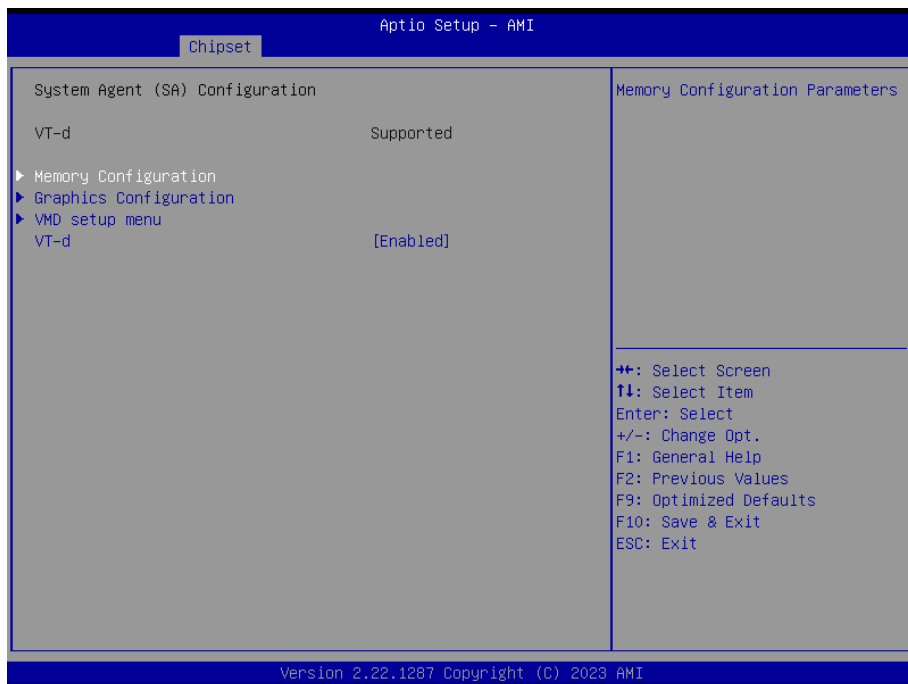 Aptio Setup – AMI
Chipset
System Agent (SA) Configuration
VT-d Supported
Memory Configuration
Graphics Configuration
VMD setup menu
VT-d [Enabled]
Memory Configuration Parameters
→←: Select Screen
↑↓: Select Item
Enter: Select
+/-: Change Opt.
F1: General Help
F2: Previous Values
F9: Optimized Defaults
F10: Save & Exit
ESC: Exit
Version 2.22.1287 Copyright (C) 2023 AMI